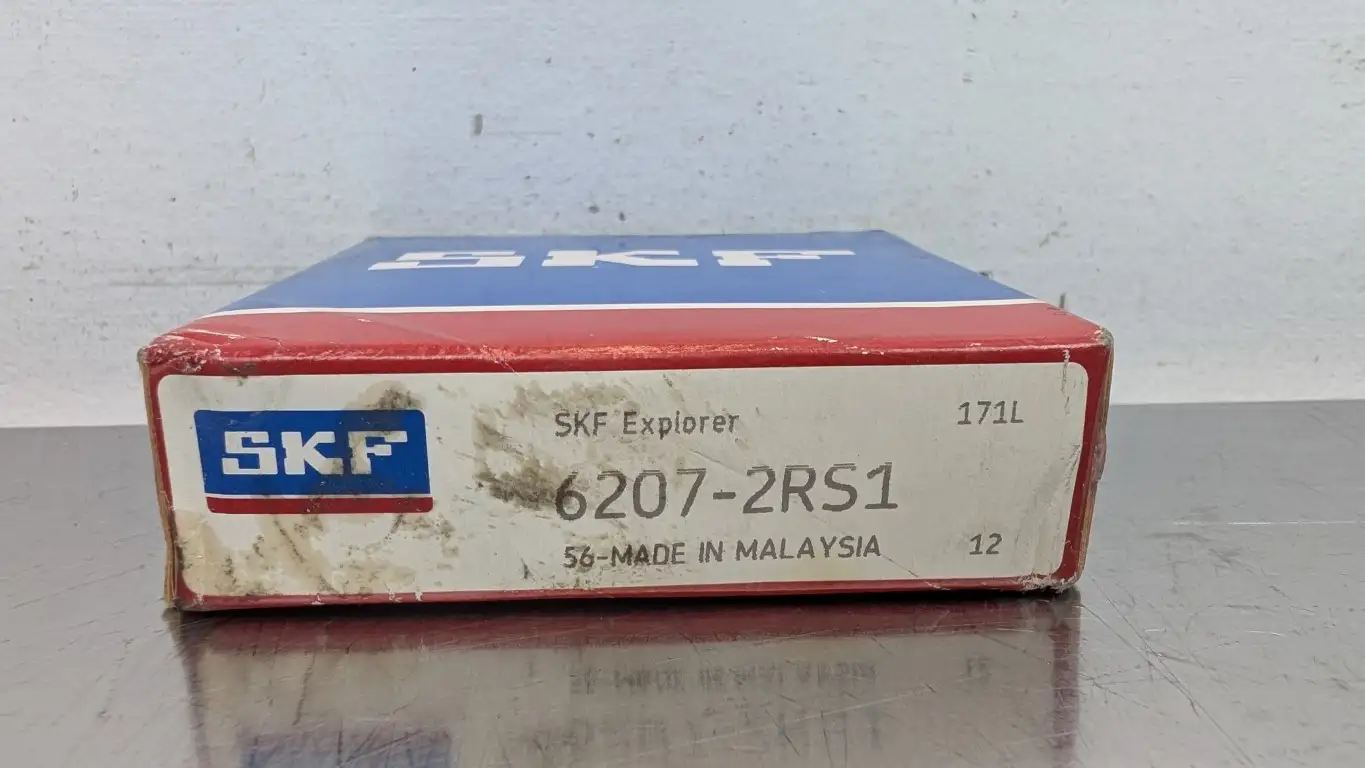 SKF
SKF
SKF Explorer
171L
6207-2RS1
56-MADE IN MALAYSIA
12